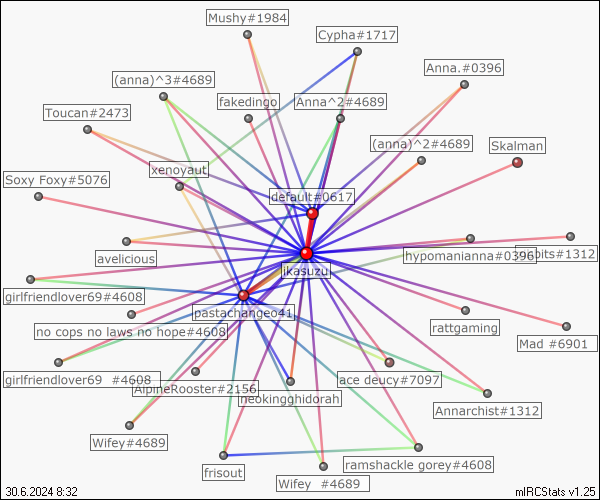 Mushy#1984
Cypha#1717
Anna.#0396
(anna)^3#4689
fakedingo
Anna^2#4689
Toucan#2473
(anna)^2#4689
Skalman
xenoyaut
Soxy Foxy#5076
default#0617
avelicious
hypomanianna#0396
bits#1312
ikasuzu
girlfriendlover69#4608
pastachangeo41
rattgaming
no cops no laws no hope#4608
Mad #6901
girlfriendlover69 #4608
AlpineRooster#2156
ace deucy#7097
neokingghidorah
Annarchist#1312
Wifey#4689
frisout
ramshackle gorey#4608
Wifey #4689
30.6.2024 8:32
mIRCStats v1.25